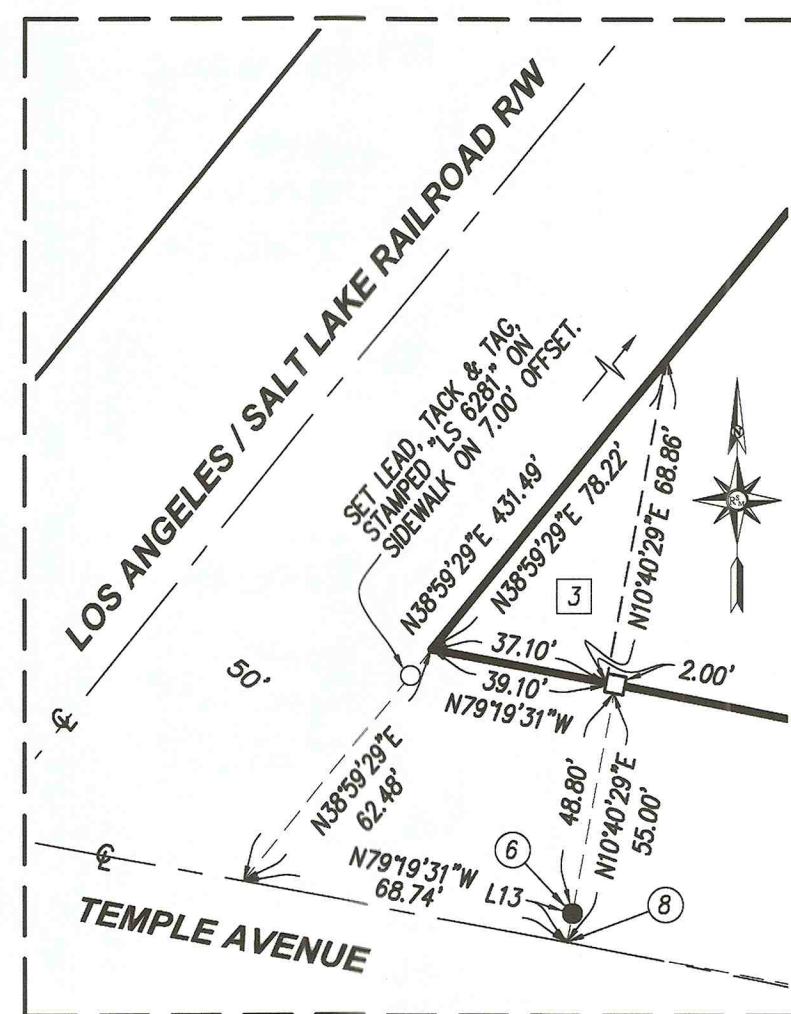 LOS ANGELES / SALT LAKE RAILROAD R/W
SET LEAD, TACK & TAG,
STAMPED "LS 6281" ON
SIDEWALK ON 7.00' OFFSET.
N38°59'29"E 431.49'
N38°59'29"E 78.22'
N10°40'29"E 68.86'
3
37.10'
39.10'
2.00'
N79°19'31"W
50'
℄
N38°59'29"E
62.48'
48.80'
N10°40'29"E
55.00'
6
N79°19'31"W
68.74'
L13
8
℄
TEMPLE AVENUE